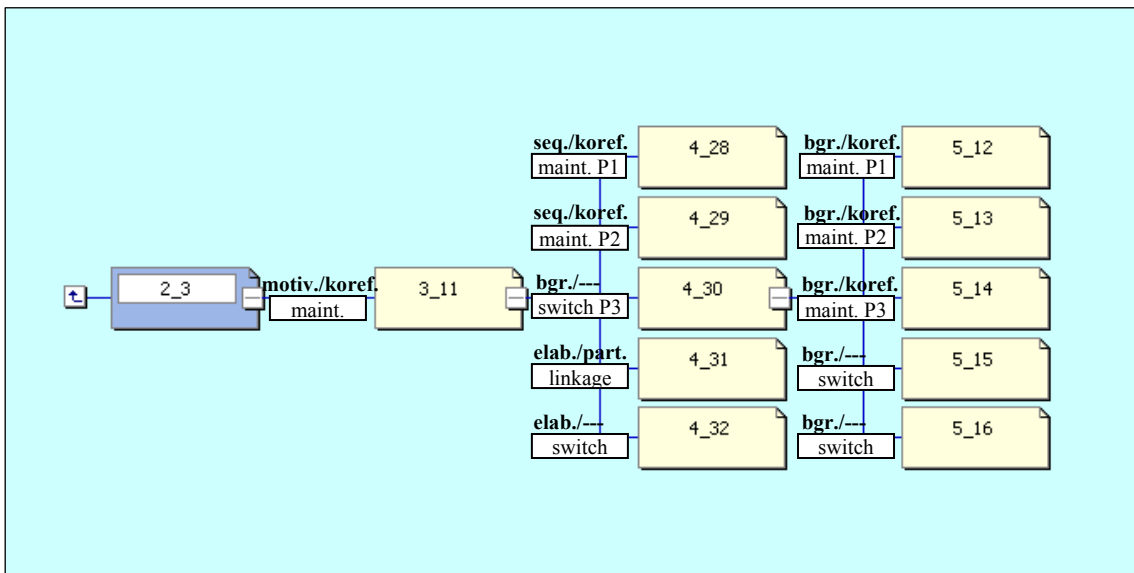 seq./koref.
maint. P1
4_28
bgr./koref.
maint. P1
5_12
seq./koref.
maint. P2
4_29
bgr./koref.
maint. P2
5_13
2_3
motiv./koref.
maint.
3_11
bgr./---
switch P3
4_30
bgr./koref.
maint. P3
5_14
elab./part.
linkage
4_31
bgr./---
switch
5_15
elab./---
switch
4_32
bgr./---
switch
5_16